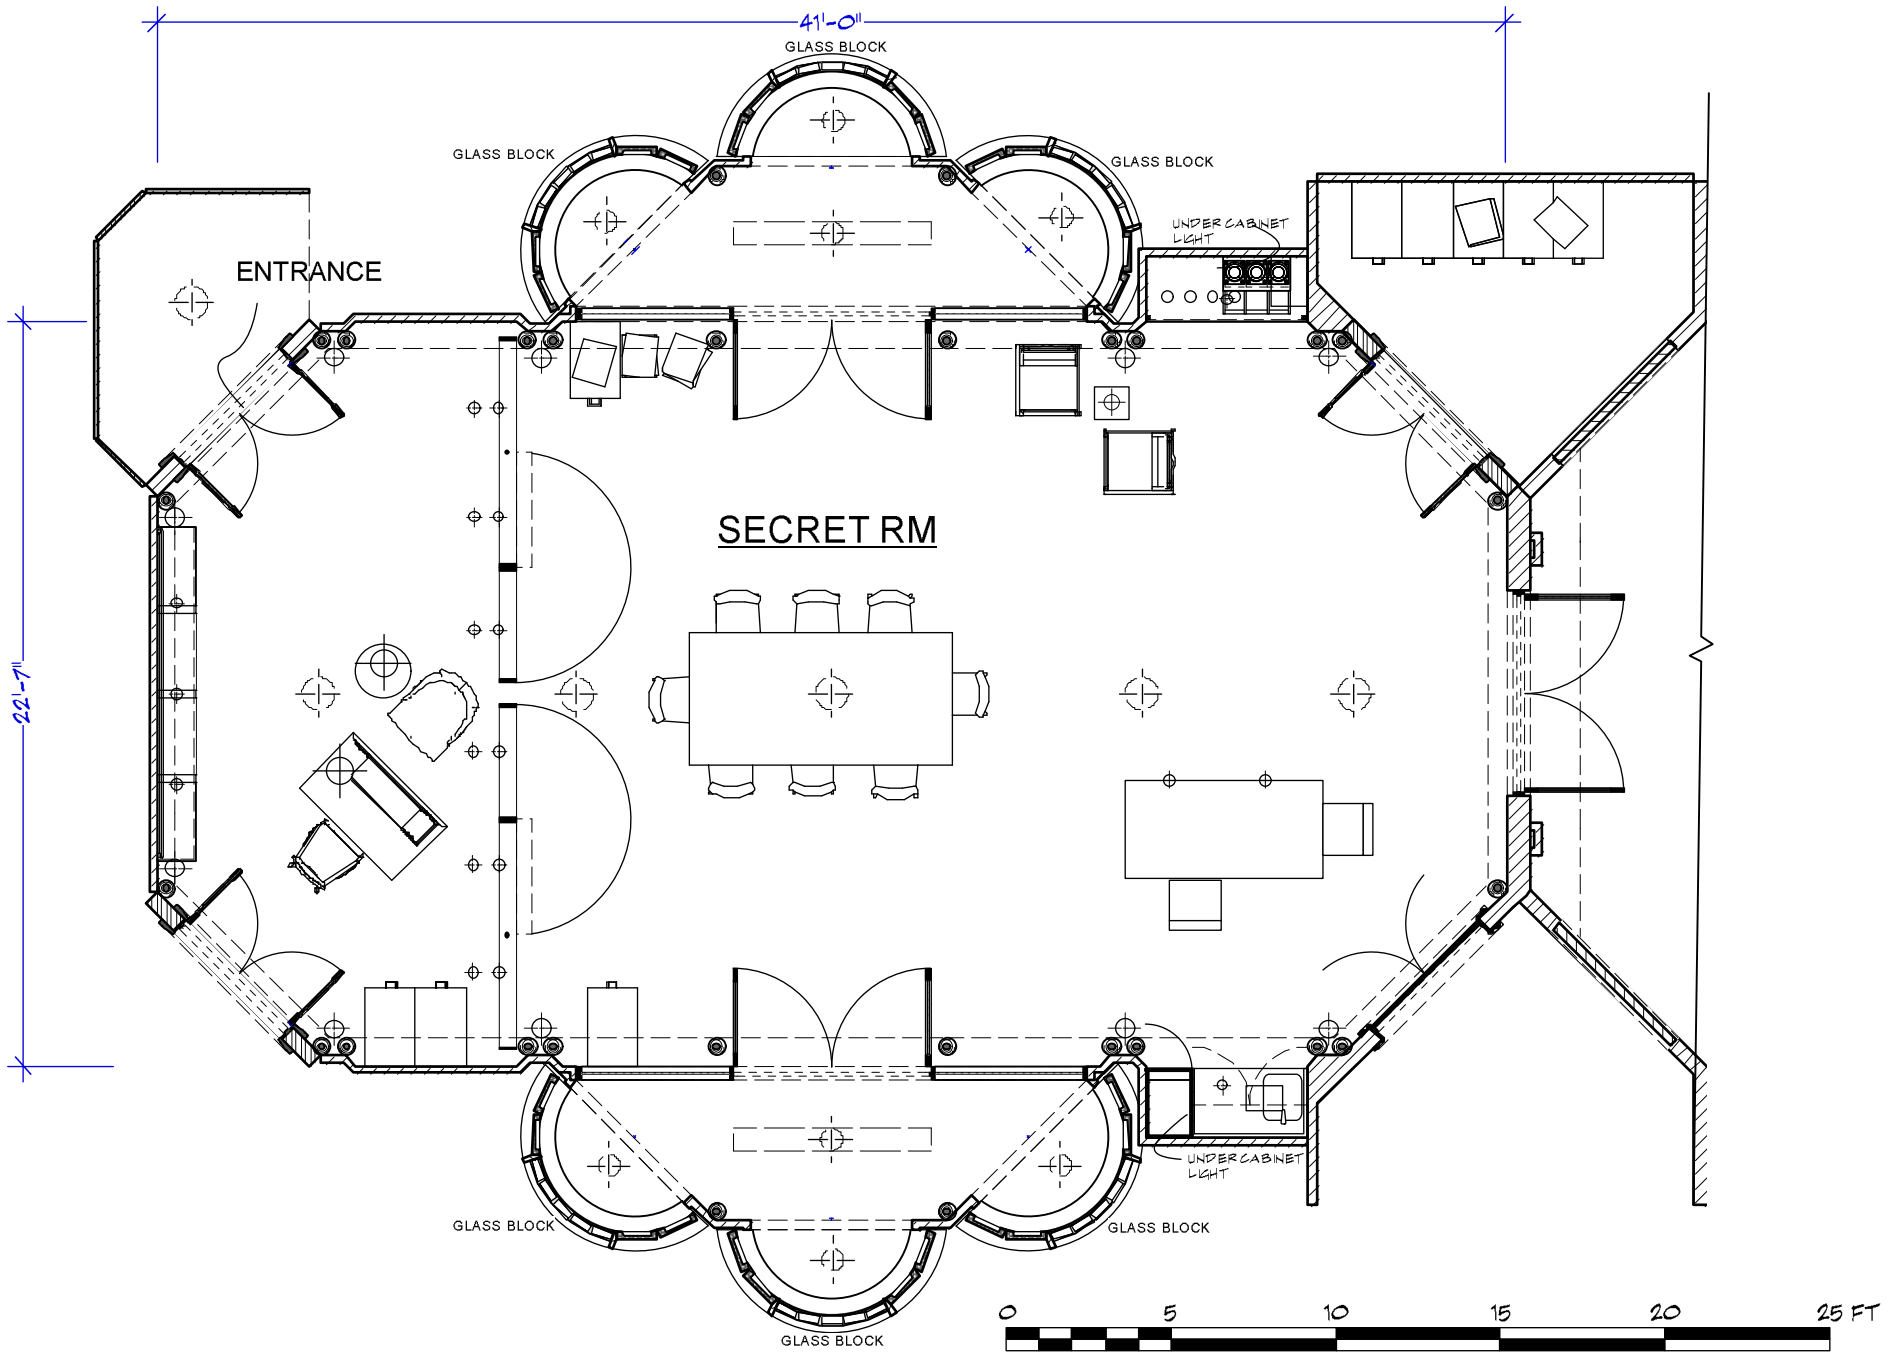 41'-0"
GLASS BLOCK
GLASS BLOCK
GLASS BLOCK
UNDER CABINET
LIGHT
ENTRANCE
SECRET RM
22'-7"
UNDER CABINET
LIGHT
GLASS BLOCK
GLASS BLOCK
GLASS BLOCK
0 5 10 15 20 25 FT